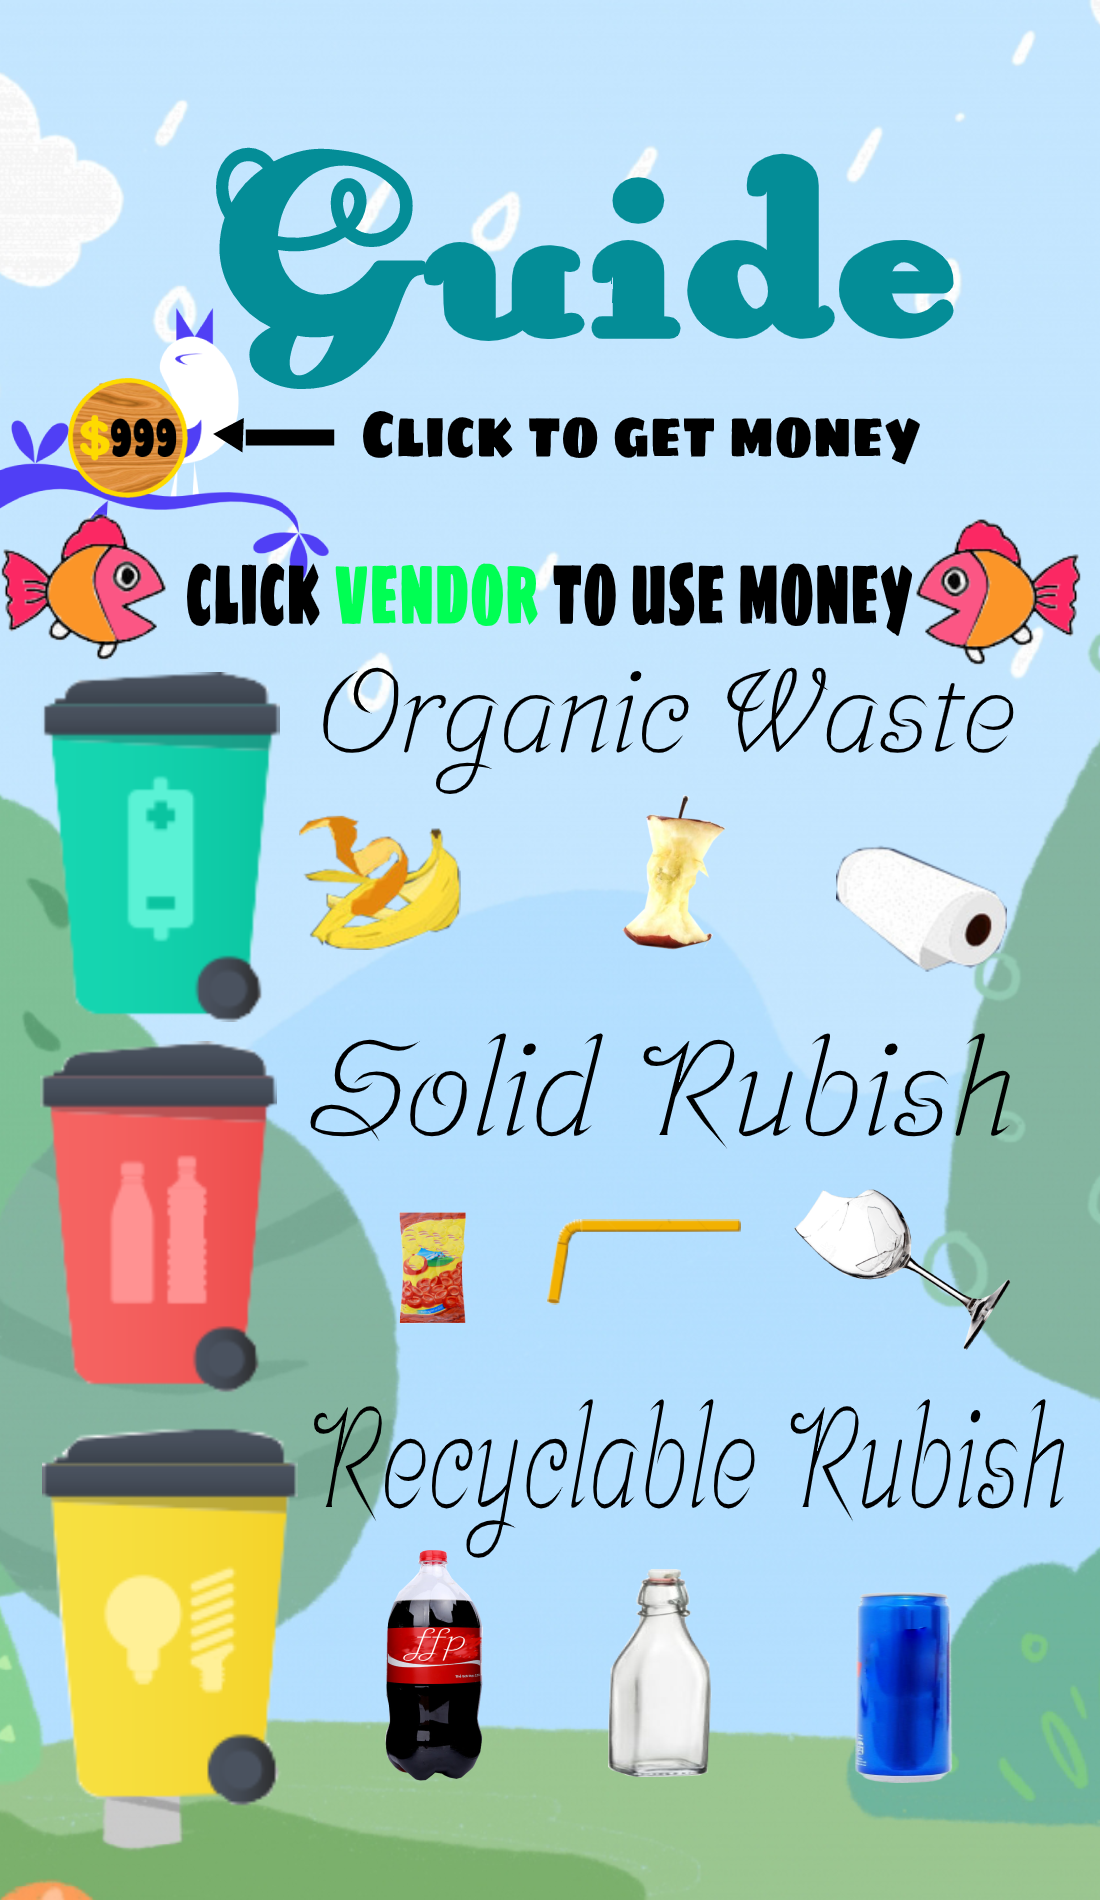 Guide
$999
Click to get money
CLICK VENDOR TO USE MONEY
Organic Waste
Solid Rubish
Recyclable Rubish
ffp